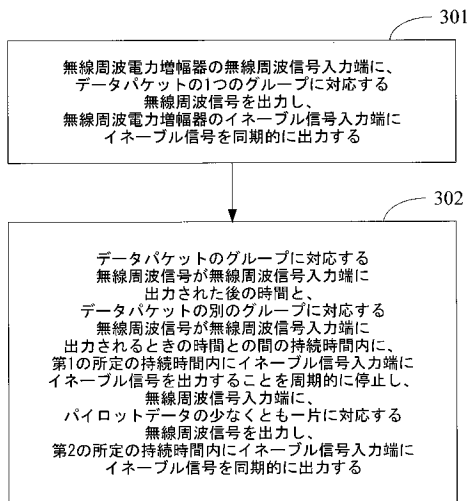 301
無線周波電力増幅器の無線周波信号入力端に、
データパケットの1つのグループに対応する
無線周波信号を出力し、
無線周波電力増幅器のイネーブル信号入力端に
イネーブル信号を同期的に出力する
302
データパケットのグループに対応する
無線周波信号が無線周波信号入力端に
出力された後の時間と、
データパケットの別のグループに対応する
無線周波信号が無線周波信号入力端に
出力されるときの時間との間の持続時間内に、
第1の所定の持続時間内にイネーブル信号入力端に
イネーブル信号を出力することを周期的に停止し、
無線周波信号入力端に、
パイロットデータの少なくとも一片に対応する
無線周波信号を出力し、
第2の所定の持続時間内にイネーブル信号入力端に
イネーブル信号を同期的に出力する